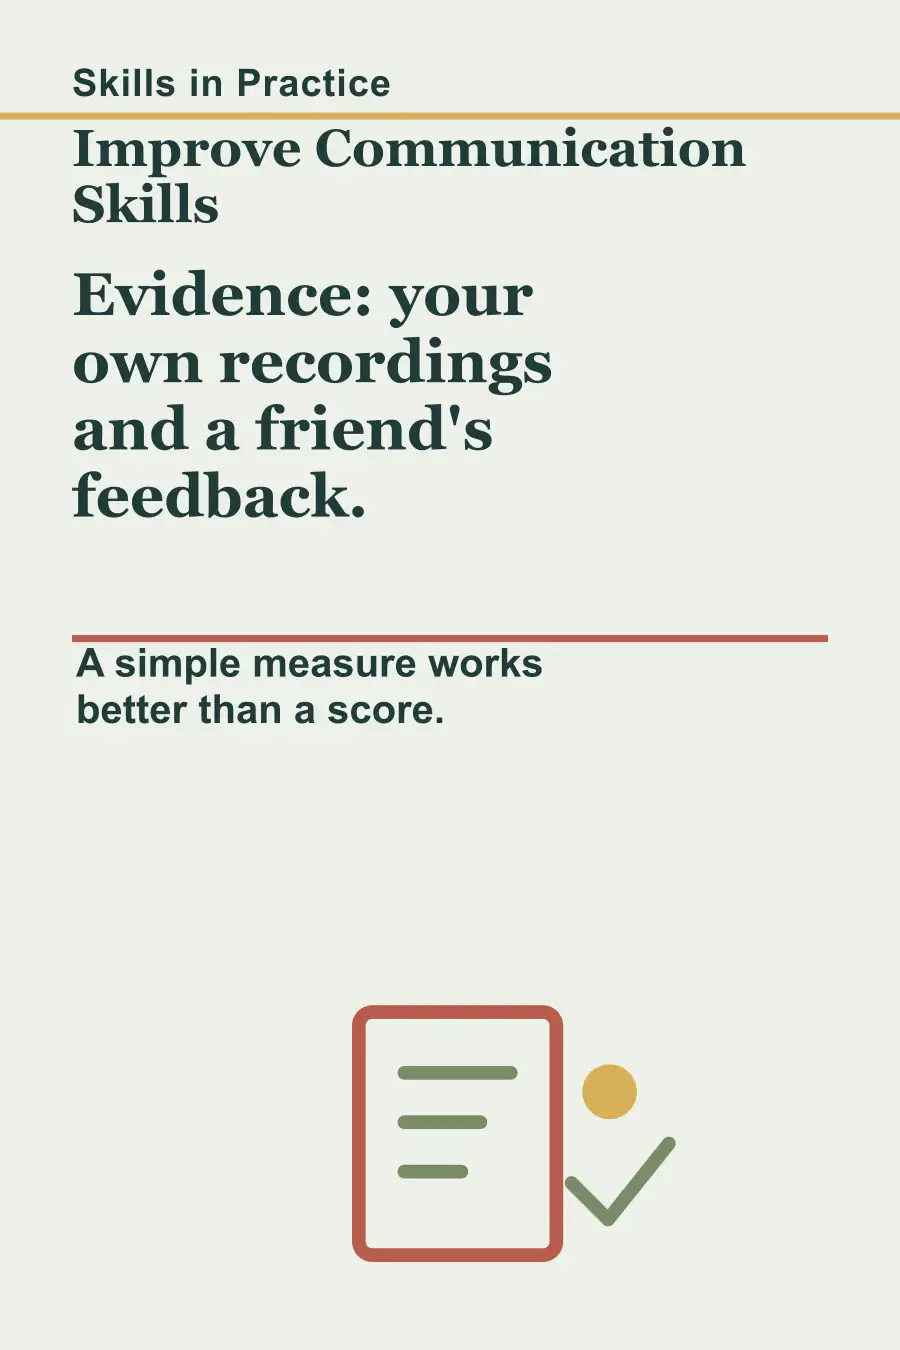 Skills in Practice
Improve Communication
Skills
Evidence: your
own recordings
and a friend's
feedback.
A simple measure works
better than a score.